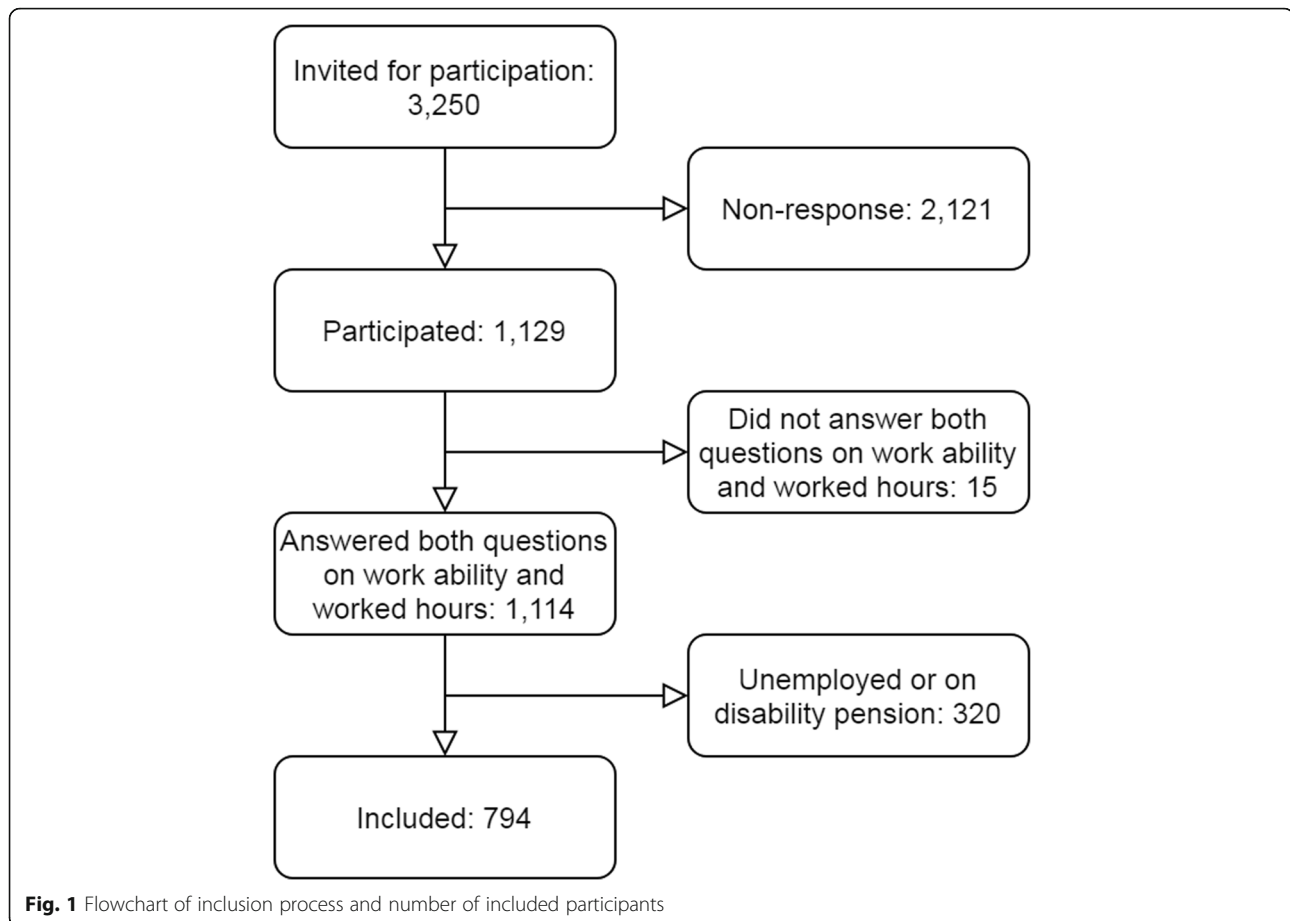 Invited for participation:
3,250
Non-response: 2,121
Participated: 1,129
Did not answer both
questions on work ability
and worked hours: 15
Answered both questions
on work ability and
worked hours: 1,114
Unemployed or on
disability pension: 320
Included: 794
Fig. 1 Flowchart of inclusion process and number of included participants